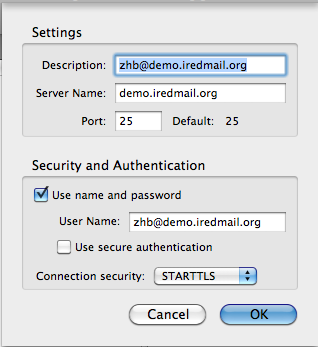 Settings
Description: zhb@demo.iredmail.org
Server Name: demo.iredmail.org
Port: 25 Default: 25
Security and Authentication
Use name and password
User Name: zhb@demo.iredmail.org
Use secure authentication
Connection security: STARTTLS
Cancel OK